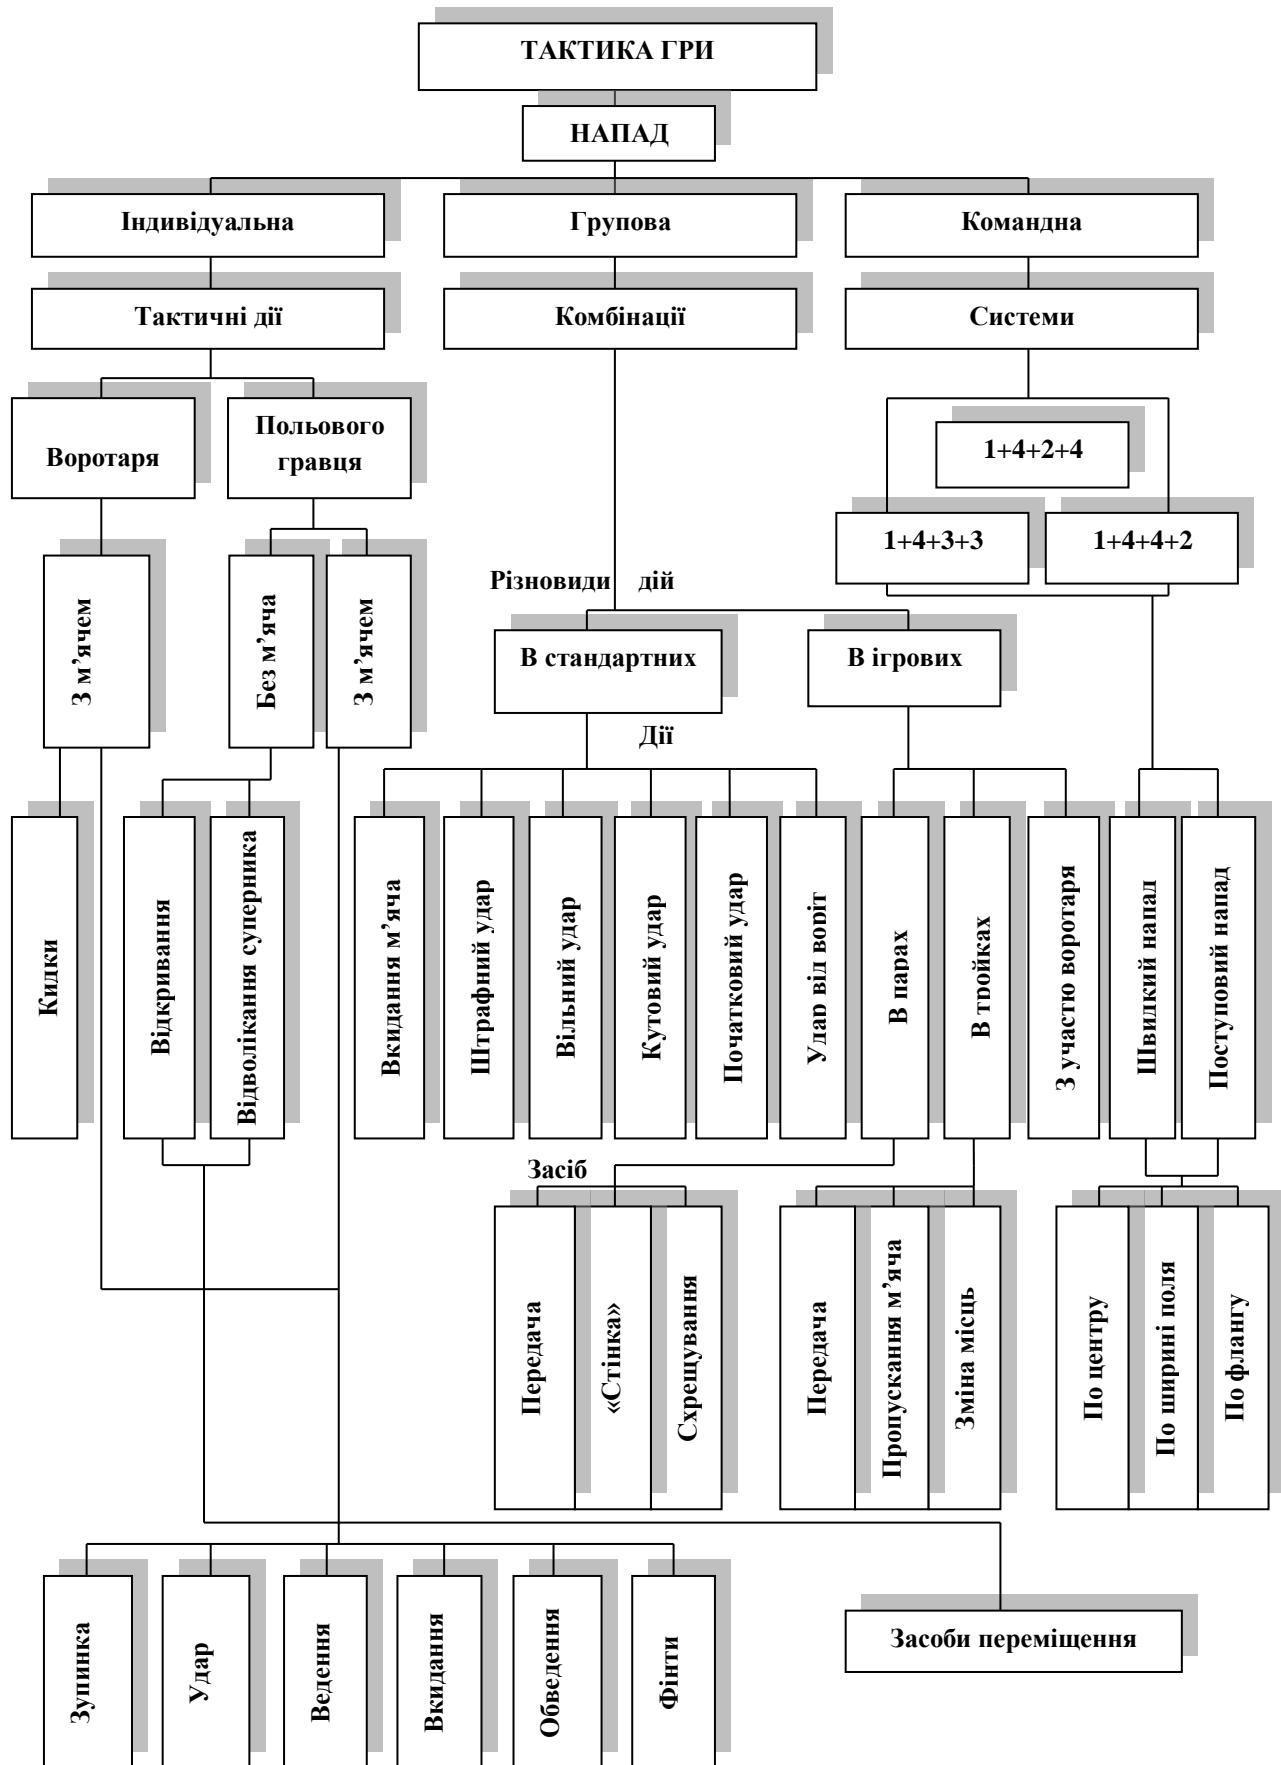 ТАКТИКА ГРИ
НАПАД
Індивідуальна
Групова
Командна
Тактичні дії
Комбінації
Системи
Воротаря
Польового
гравця
1+4+2+4
1+4+3+3
1+4+4+2
З м’ячем
Без м’яча
З м’ячем
Різновиди дій
В стандартних
В ігрових
Дії
Кидки
Відкривання
Відволікання суперника
Вкидання м’яча
Штрафний удар
Вільний удар
Кутовий удар
Початковий удар
Удар від воріт
В парах
В тройках
З участю воротаря
Швидкий напад
Поступовий напад
Засіб
Передача
«Стінка»
Схрещування
Передача
Пропускання м’яча
Зміна місць
По центру
По ширині поля
По флангу
Зупинка
Удар
Ведення
Вкидання
Обведення
Фінти
Засоби переміщення